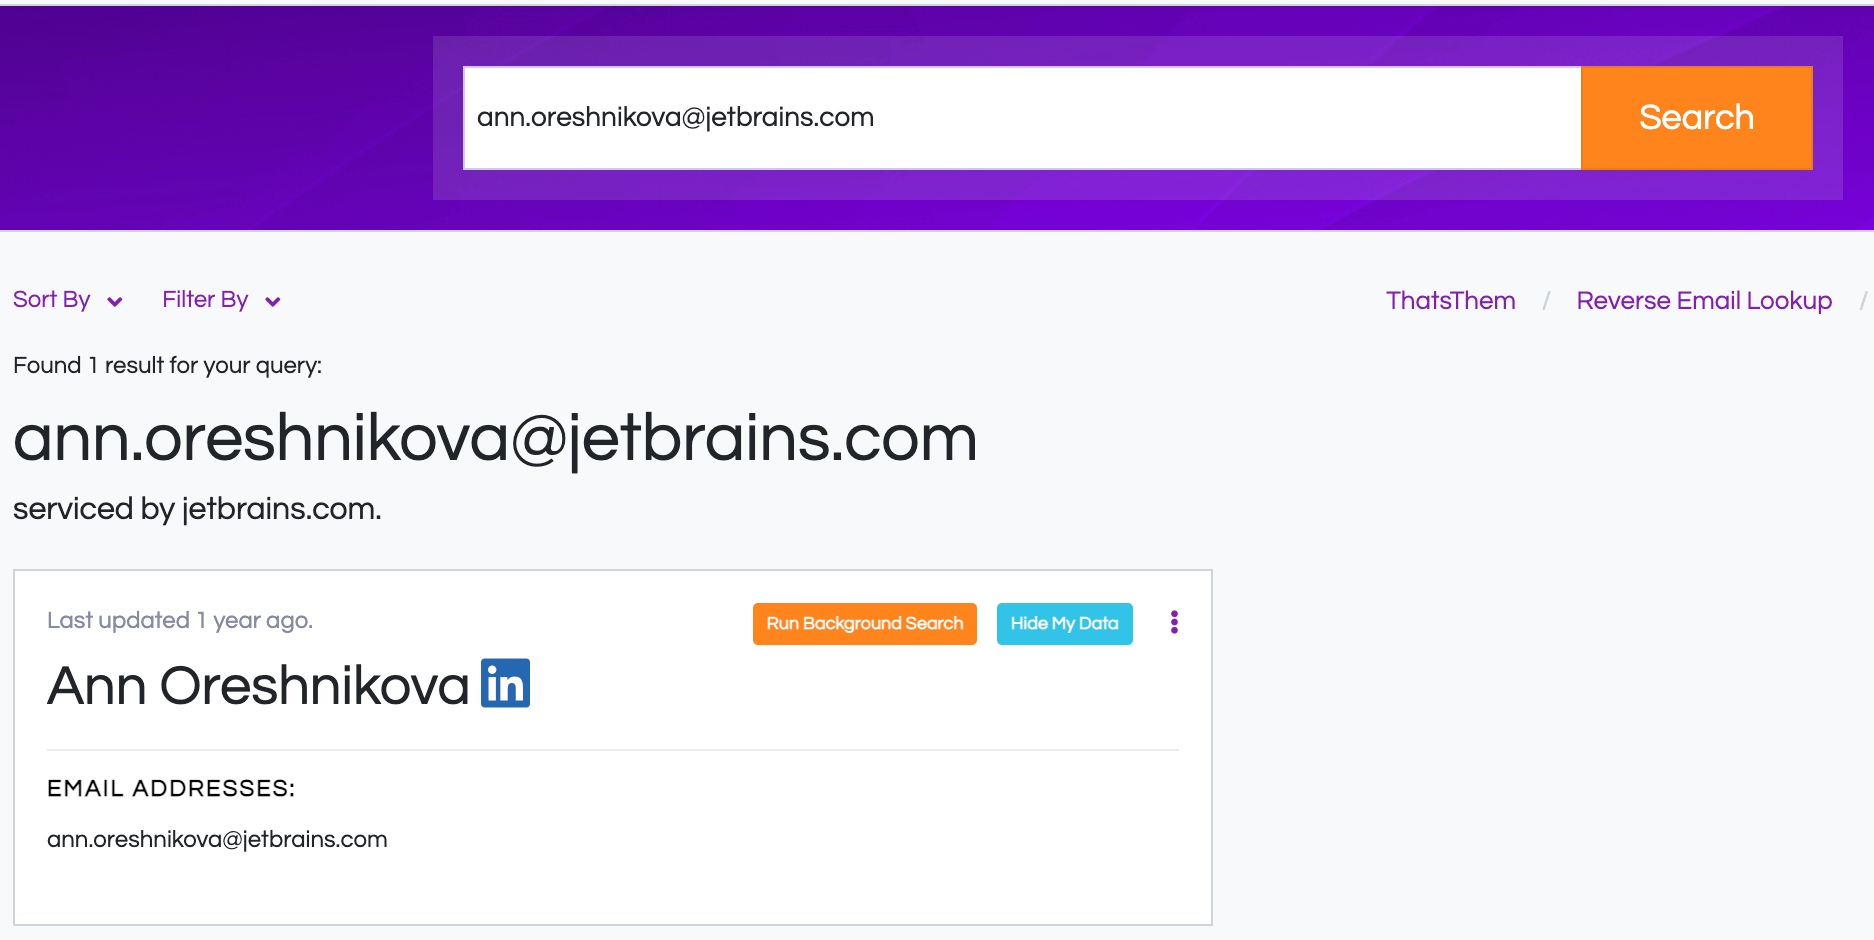 ann.oreshnikova@jetbrains.com
Search
Sort By
Filter By
ThatsThem / Reverse Email Lookup /
Found 1 result for your query:
ann.oreshnikova@jetbrains.com
serviced by jetbrains.com.
Last updated 1 year ago.
Run Background Search
Hide My Data
Ann Oreshnikova in
EMAIL ADDRESSES:
ann.oreshnikova@jetbrains.com